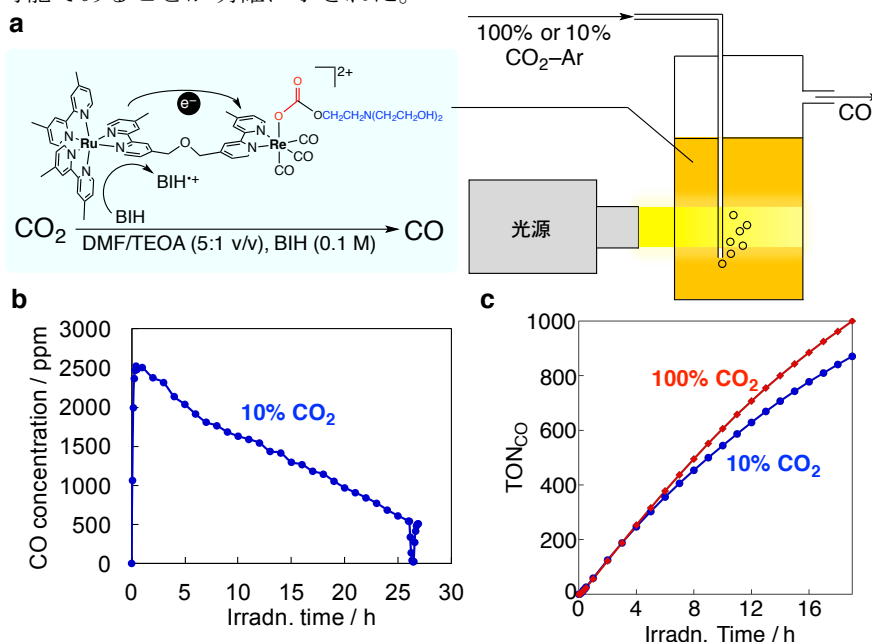 a
100% or 10%
CO₂–Ar
CO
]2+
e–
O
O
OCH₂CH₂N(CH₂CH₂OH)₂
N
N
N
N
N
N
Ru
O
N
N
Re
CO
CO
CO
BIH•+
BIH
CO₂
CO
DMF/TEOA (5:1 v/v), BIH (0.1 M)
光源
b
CO concentration / ppm
3000
2500
2000
1500
1000
500
0
10% CO₂
0 5 10 15 20 25 30
Irradn. time / h
c
TONCO
1000
800
600
400
200
0
100% CO₂
10% CO₂
0 4 8 12 16
Irradn. Time / h